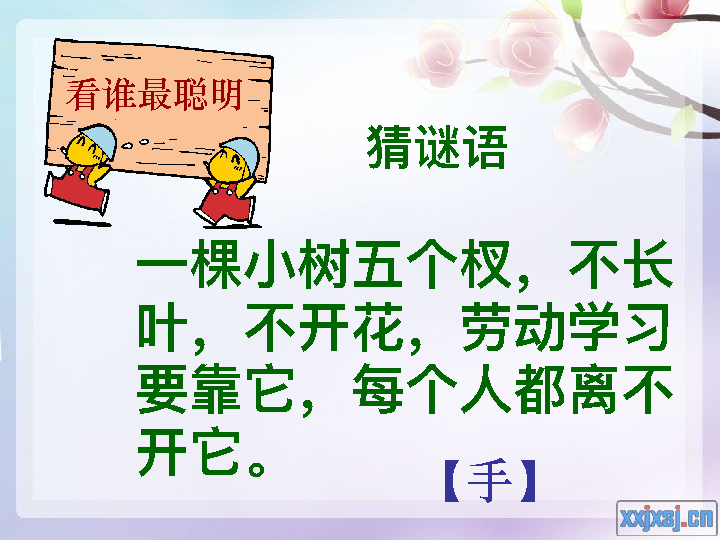 看谁最聪明
猜谜语
一棵小树五个杈，不长
叶，不开花，劳动学习
要靠它，每个人都离不
开它。
【手】
xxjxsj.cn